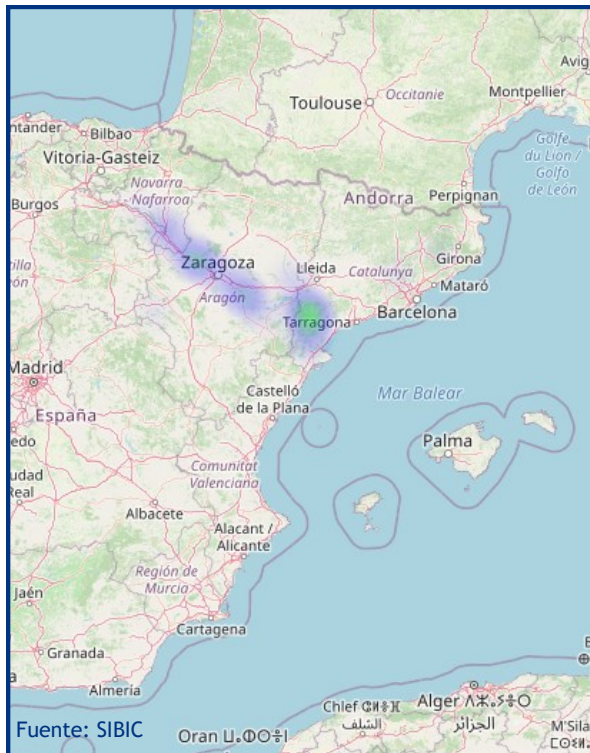 Avig
Toulouse
Occitanie
Montpellier
ntander
Bilbao
Golfe
du Lion /
Golfo
de León
Vitoria-Gasteiz
Navarra
- Nafarroa
Andorra
Perpignan
Burgos
Girona
Zaragoza
Lleida
Catalunya
Mataró
Aragón
Tarragona
Barcelona
Madrid
Castelló
de la Plana
Mar Balear
España
Palma
Comunitat
Valenciana
Real
Albacete
Alacant /
Alicante
Región de
Murcia
Jaén
Cartagena
Granada
Almería
Alger ⴷⵣⴰⵢⴻⵔ
الجزائر
Chlef
الشلف
M'Sila
Oran
Fuente: SIBIC